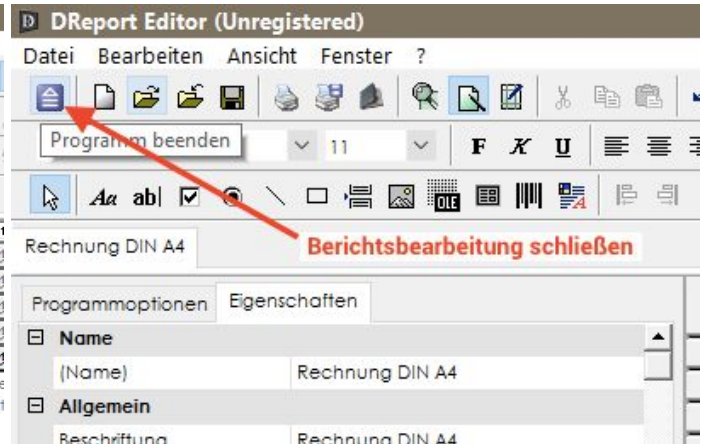 DReport Editor (Unregistered)
Datei Bearbeiten Ansicht Fenster ?
Programm beenden
11
F K U
Aa ab| OLE A
Rechnung DIN A4
Berichtsbearbeitung schließen
Programmoptionen Eigenschaften
Name
(Name) Rechnung DIN A4
Allgemein
Beschriftung Rechnung DIN A4